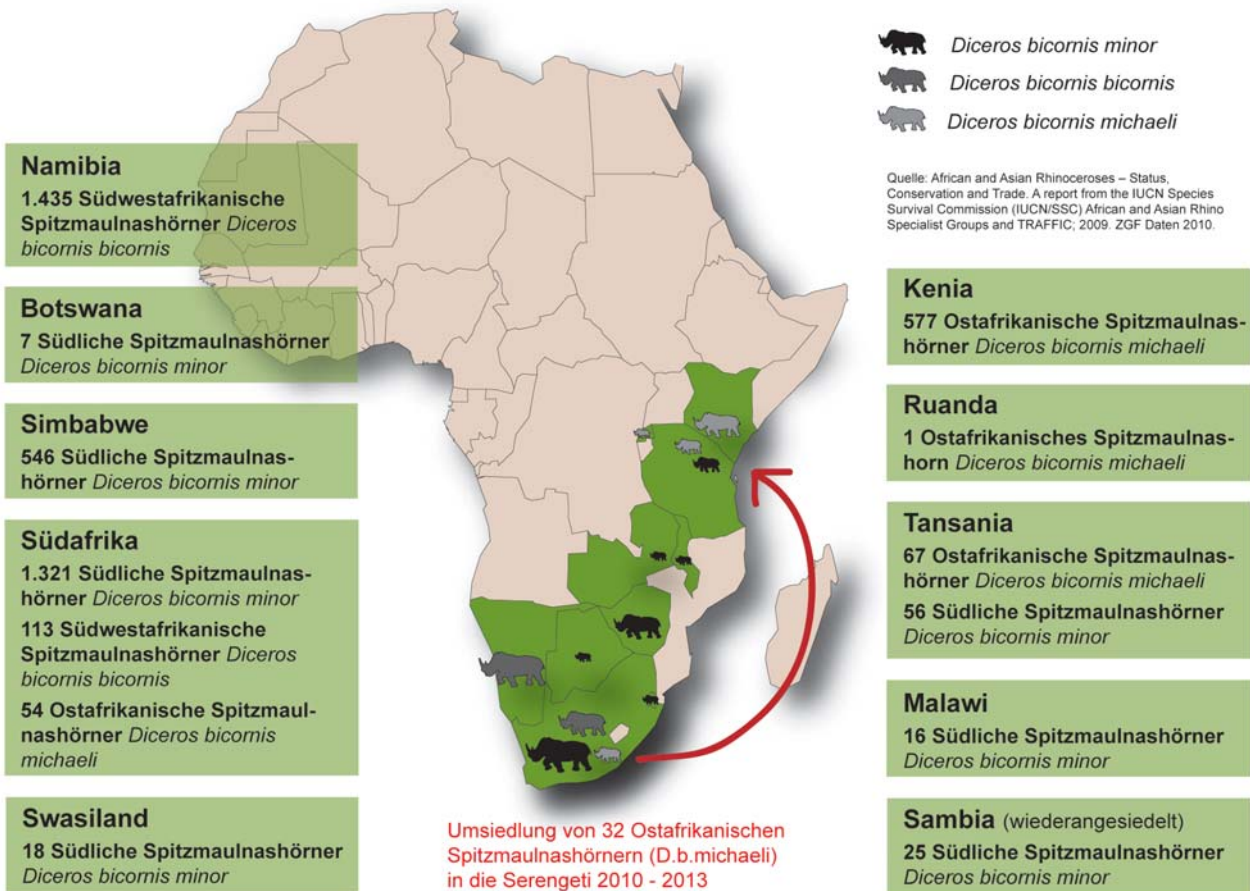 Diceros bicornis minor
Diceros bicornis bicornis
Diceros bicornis michaeli
Quelle: African and Asian Rhinoceroses – Status,
Conservation and Trade. A report from the IUCN Species
Survival Commission (IUCN/SSC) African and Asian Rhino
Specialist Groups and TRAFFIC; 2009. ZGF Daten 2010.
Namibia
1.435 Südwestafrikanische
Spitzmaulnashörner Diceros
bicornis bicornis
Botswana
7 Südliche Spitzmaulnashörner
Diceros bicornis minor
Simbabwe
546 Südliche Spitzmaulnas-
hörner Diceros bicornis minor
Südafrika
1.321 Südliche Spitzmaulnas-
hörner Diceros bicornis minor
113 Südwestafrikanische
Spitzmaulnashörner Diceros
bicornis bicornis
54 Ostafrikanische Spitzmaul-
nashörner Diceros bicornis
michaeli
Swasiland
18 Südliche Spitzmaulnashörner
Diceros bicornis minor
Umsiedlung von 32 Ostafrikanischen
Spitzmaulnashörnern (D.b.michaeli)
in die Serengeti 2010 - 2013
Kenia
577 Ostafrikanische Spitzmaulnas-
hörner Diceros bicornis michaeli
Ruanda
1 Ostafrikanisches Spitzmaulnas-
horn Diceros bicornis michaeli
Tansania
67 Ostafrikanische Spitzmaulnas-
hörner Diceros bicornis michaeli
56 Südliche Spitzmaulnashörner
Diceros bicornis minor
Malawi
16 Südliche Spitzmaulnashörner
Diceros bicornis minor
Sambia (wiederangesiedelt)
25 Südliche Spitzmaulnashörner
Diceros bicornis minor